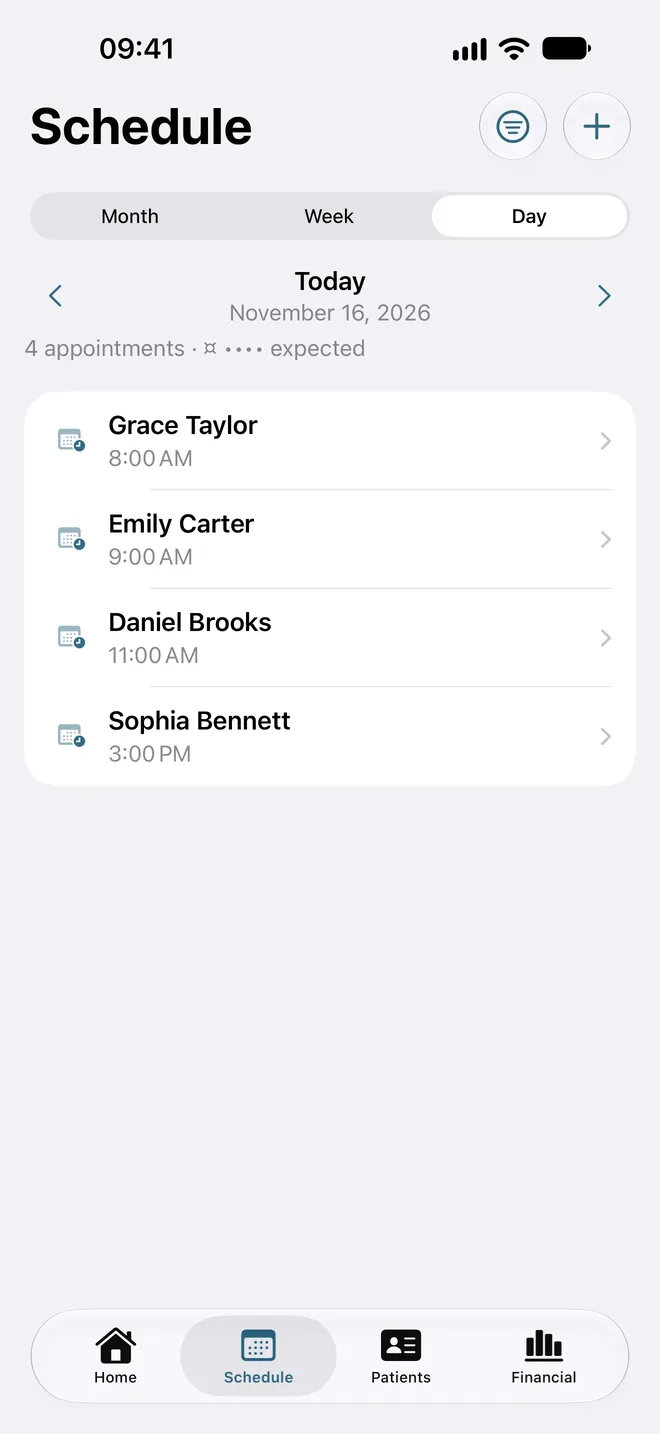 09:41
Schedule
Month Week Day
Today
November 16, 2026
4 appointments · ¤ •••• expected
Grace Taylor
8:00 AM
Emily Carter
9:00 AM
Daniel Brooks
11:00 AM
Sophia Bennett
3:00 PM
Home Schedule Patients Financial